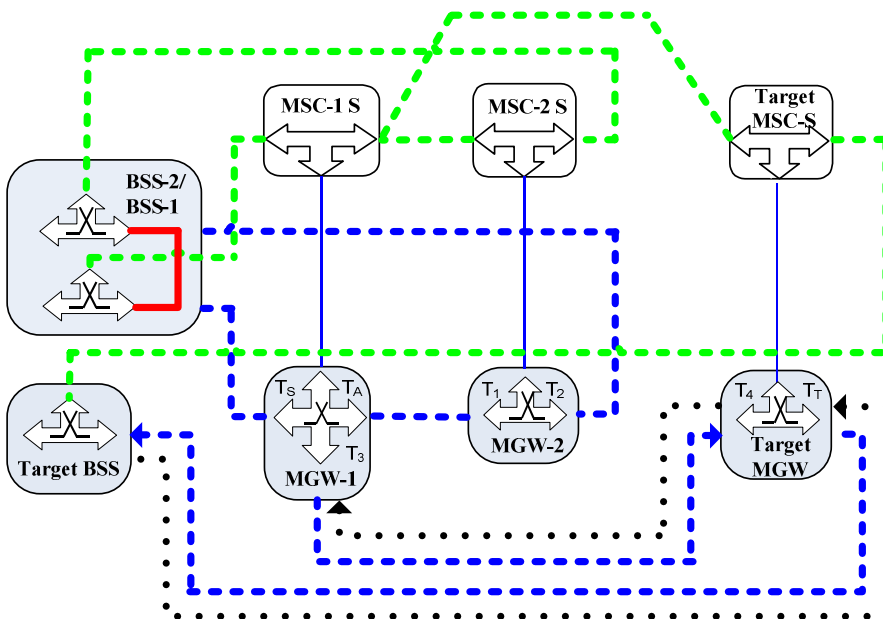 MSC-1 S
MSC-2 S
Target
MSC-S
BSS-2/
BSS-1
TS
TA
T3
MGW-1
T1
T2
MGW-2
T4
TT
Target
MGW
Target BSS